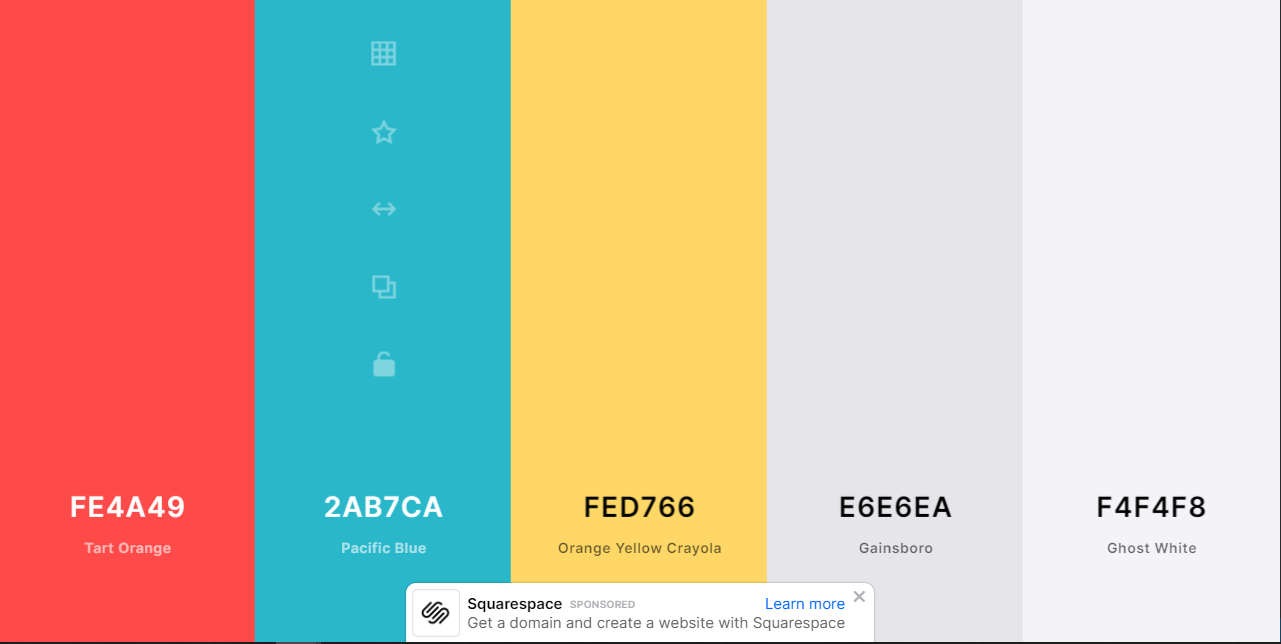 FE4A49
Tart Orange
2AB7CA
Pacific Blue
FED766
Orange Yellow Crayola
E6E6EA
Gainsboro
F4F4F8
Ghost White
Squarespace SPONSORED Learn more
Get a domain and create a website with Squarespace